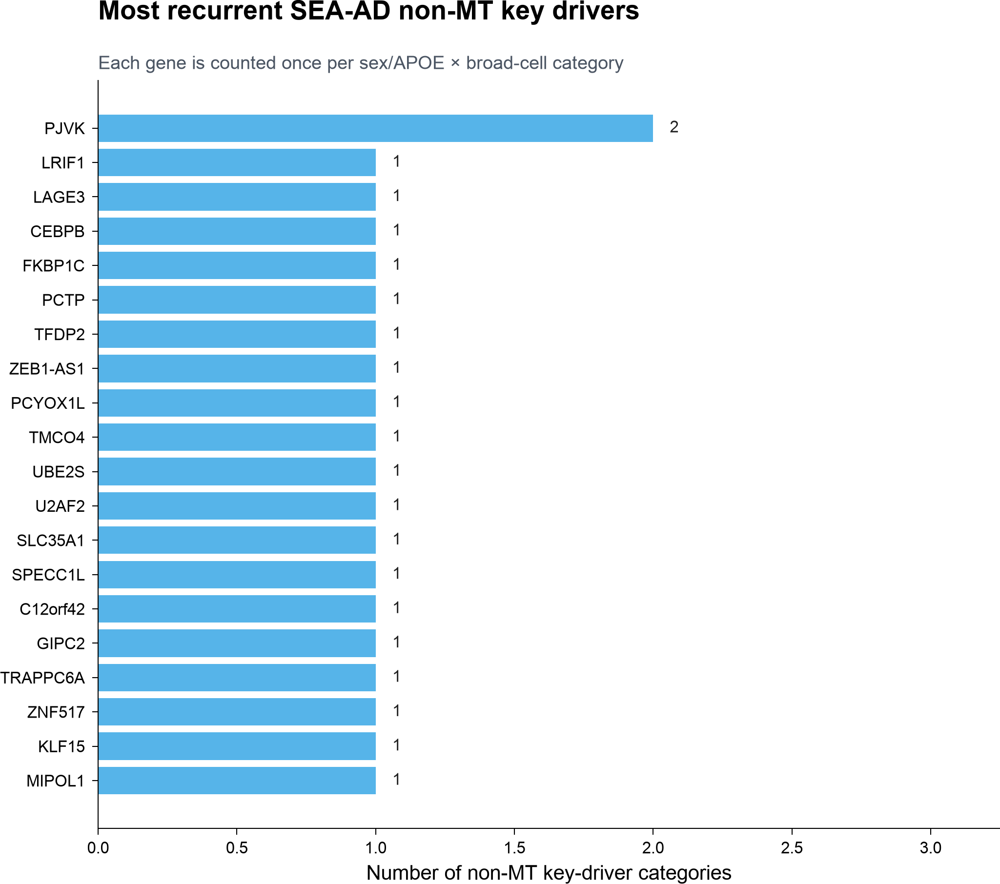 Most recurrent SEA-AD non-MT key drivers
Each gene is counted once per sex/APOE × broad-cell category
PJVK 2
LRIF1 1
LAGE3 1
CEBPB 1
FKBP1C 1
PCTP 1
TFDP2 1
ZEB1-AS1 1
PCYOX1L 1
TMCO4 1
UBE2S 1
U2AF2 1
SLC35A1 1
SPECC1L 1
C12orf42 1
GIPC2 1
TRAPPC6A 1
ZNF517 1
KLF15 1
MIPOL1 1
0.0 0.5 1.0 1.5 2.0 2.5 3.0
Number of non-MT key-driver categories